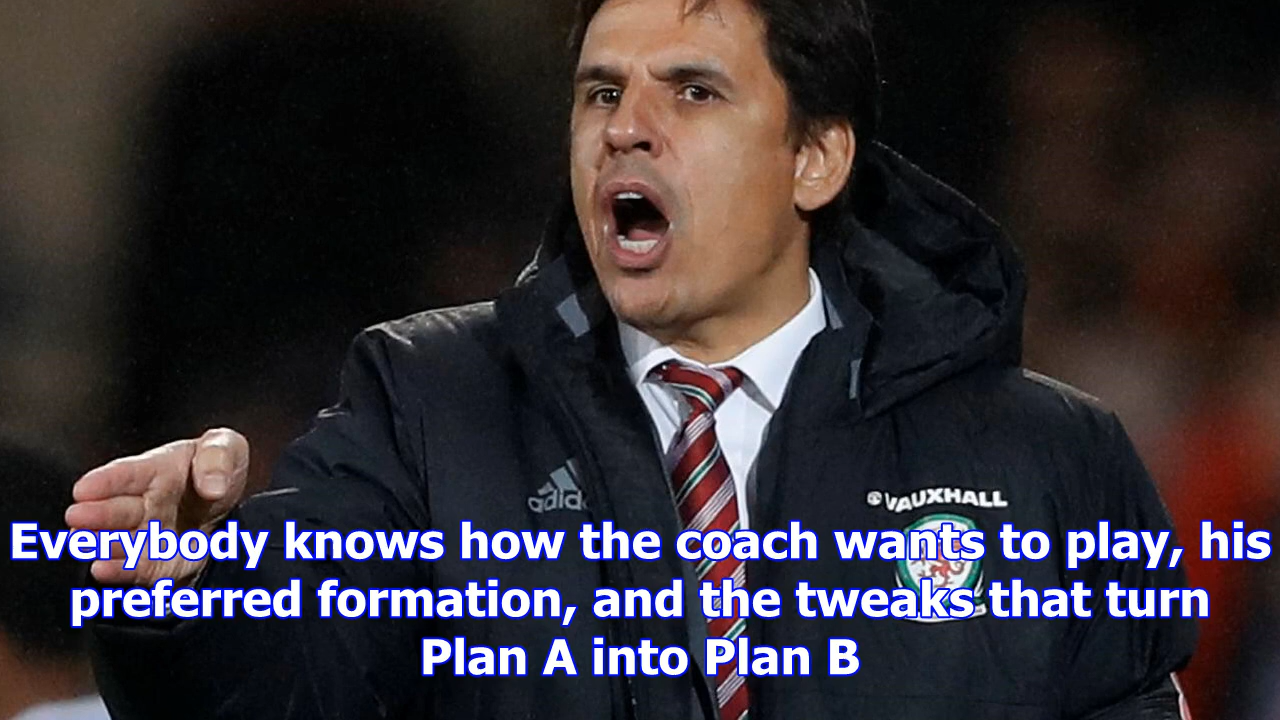 adidas
VAUXHALL
Everybody knows how the coach wants to play, his
preferred formation, and the tweaks that turn
Plan A into Plan B